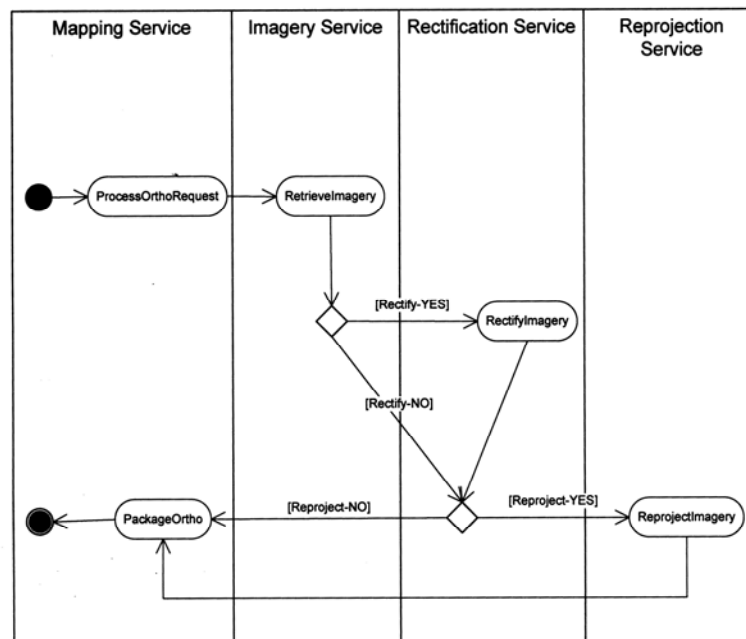 Mapping Service
Imagery Service
Rectification Service
Reprojection
Service
ProcessOrthoRequest
RetrieveImagery
[Rectify-YES]
RectifyImagery
[Rectify-NO]
[Reproject-NO]
[Reproject-YES]
PackageOrtho
ReprojectImagery